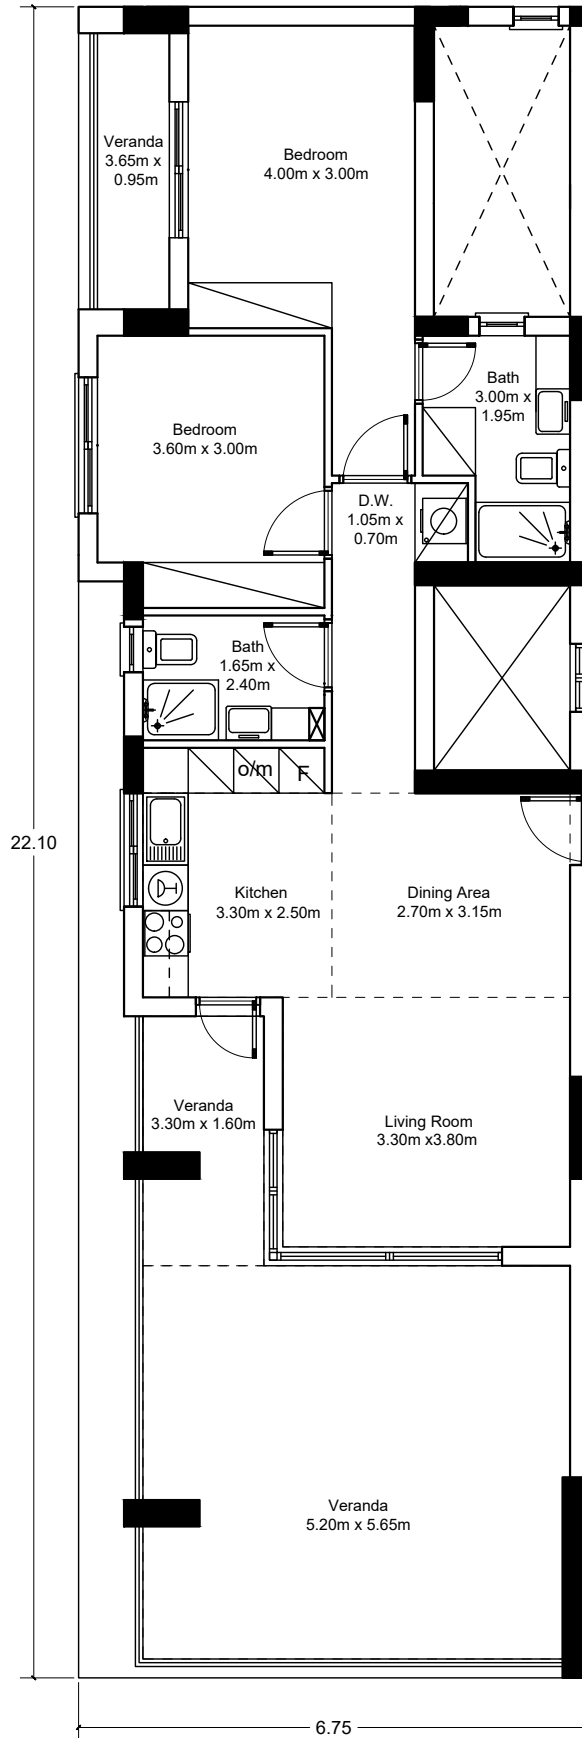 Veranda
3.65m x
0.95m
Bedroom
4.00m x 3.00m
Bath
3.00m x
1.95m
Bedroom
3.60m x 3.00m
D.W.
1.05m x
0.70m
Bath
1.65m x
2.40m
o/m
F
22.10
Kitchen
3.30m x 2.50m
Dining Area
2.70m x 3.15m
Veranda
3.30m x 1.60m
Living Room
3.30m x3.80m
Veranda
5.20m x 5.65m
6.75